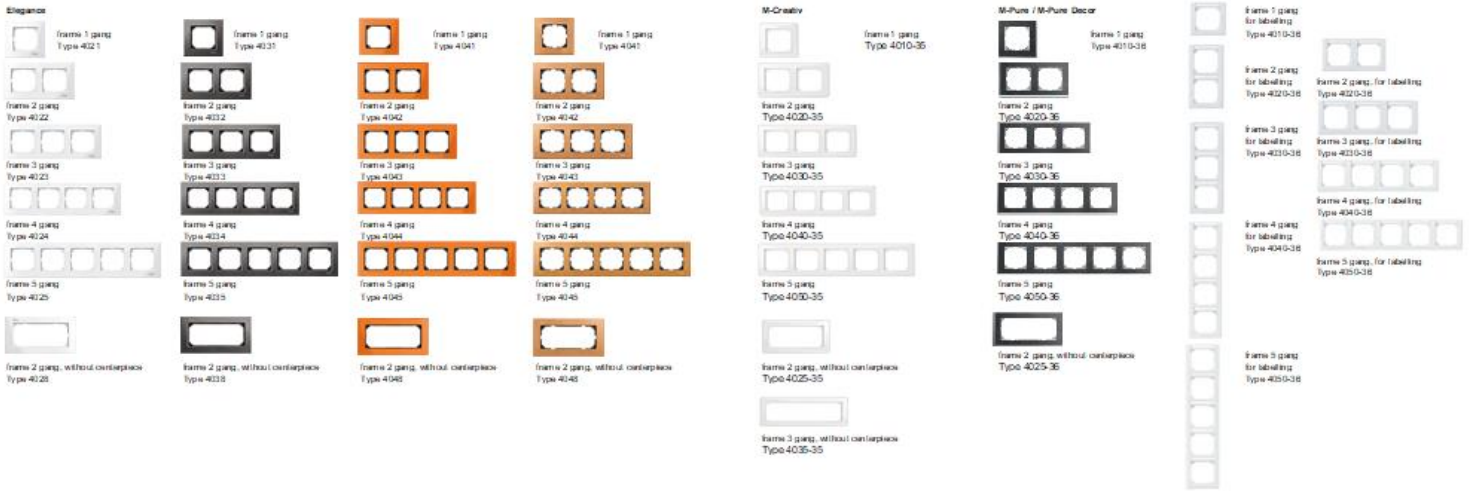 Elegance
frame 1 gang
Type 4021
frame 2 gang
Type 4022
frame 3 gang
Type 4023
frame 4 gang
Type 4024
frame 5 gang
Type 4025
frame 2 gang, without centerpiece
Type 4028
frame 1 gang
Type 4031
frame 2 gang
Type 4032
frame 3 gang
Type 4033
frame 4 gang
Type 4034
frame 5 gang
Type 4035
frame 2 gang, without centerpiece
Type 4038
frame 1 gang
Type 4041
frame 2 gang
Type 4042
frame 3 gang
Type 4043
frame 4 gang
Type 4044
frame 5 gang
Type 4045
frame 2 gang, without centerpiece
Type 4048
frame 1 gang
Type 4041
frame 2 gang
Type 4042
frame 3 gang
Type 4043
frame 4 gang
Type 4044
frame 5 gang
Type 4045
frame 2 gang, without centerpiece
Type 4048
M-Creativ
frame 1 gang
Type 4010-35
frame 2 gang
Type 4020-35
frame 3 gang
Type 4030-35
frame 4 gang
Type 4040-35
frame 5 gang
Type 4050-35
frame 2 gang, without centerpiece
Type 4025-35
frame 3 gang, without centerpiece
Type 4035-35
M-Pure / M-Pure Decor
frame 1 gang
Type 4010-36
frame 2 gang
Type 4020-36
frame 3 gang
Type 4030-36
frame 4 gang
Type 4040-36
frame 5 gang
Type 4050-36
frame 2 gang, without centerpiece
Type 4025-36
frame 1 gang
for labelling
Type 4010-36
frame 2 gang
for labelling
Type 4020-36
frame 3 gang
for labelling
Type 4030-36
frame 4 gang
for labelling
Type 4040-36
frame 5 gang
for labelling
Type 4050-36
frame 2 gang, for labelling
Type 4020-36
frame 3 gang, for labelling
Type 4030-36
frame 4 gang, for labelling
Type 4040-36
frame 5 gang, for labelling
Type 4050-36